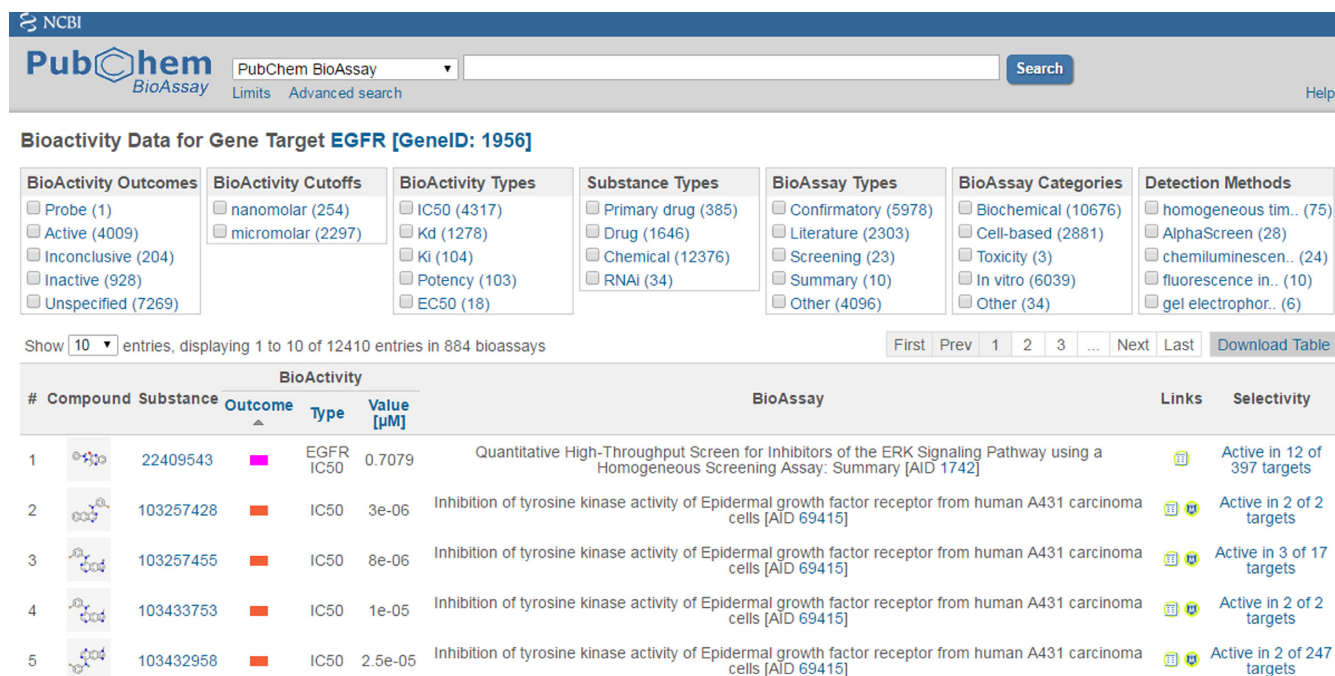 NCBI
PubChem
BioAssay
PubChem BioAssay
Search
Limits Advanced search
Help
Bioactivity Data for Gene Target EGFR [GeneID: 1956]
BioActivity Outcomes
Probe (1)
Active (4009)
Inconclusive (204)
Inactive (928)
Unspecified (7269)
BioActivity Cutoffs
nanomolar (254)
micromolar (2297)
BioActivity Types
IC50 (4317)
Kd (1278)
Ki (104)
Potency (103)
EC50 (18)
Substance Types
Primary drug (385)
Drug (1646)
Chemical (12376)
RNAi (34)
BioAssay Types
Confirmatory (5978)
Literature (2303)
Screening (23)
Summary (10)
Other (4096)
BioAssay Categories
Biochemical (10676)
Cell-based (2881)
Toxicity (3)
In vitro (6039)
Other (34)
Detection Methods
homogeneous tim.. (75)
AlphaScreen (28)
chemiluminescen.. (24)
fluorescence in.. (10)
gel electrophor.. (6)
Show 10 entries, displaying 1 to 10 of 12410 entries in 884 bioassays
First Prev 1 2 3 ... Next Last Download Table
BioActivity
# Compound Substance Outcome Type Value [µM] BioAssay Links Selectivity
1 22409543 EGFR IC50 0.7079 Quantitative High-Throughput Screen for Inhibitors of the ERK Signaling Pathway using a
Homogeneous Screening Assay: Summary [AID 1742]
Active in 12 of
397 targets
2 103257428 IC50 3e-06 Inhibition of tyrosine kinase activity of Epidermal growth factor receptor from human A431 carcinoma
cells [AID 69415]
Active in 2 of 2
targets
3 103257455 IC50 8e-06 Inhibition of tyrosine kinase activity of Epidermal growth factor receptor from human A431 carcinoma
cells [AID 69415]
Active in 3 of 17
targets
4 103433753 IC50 1e-05 Inhibition of tyrosine kinase activity of Epidermal growth factor receptor from human A431 carcinoma
cells [AID 69415]
Active in 2 of 2
targets
5 103432958 IC50 2.5e-05 Inhibition of tyrosine kinase activity of Epidermal growth factor receptor from human A431 carcinoma
cells [AID 69415]
Active in 2 of 247
targets